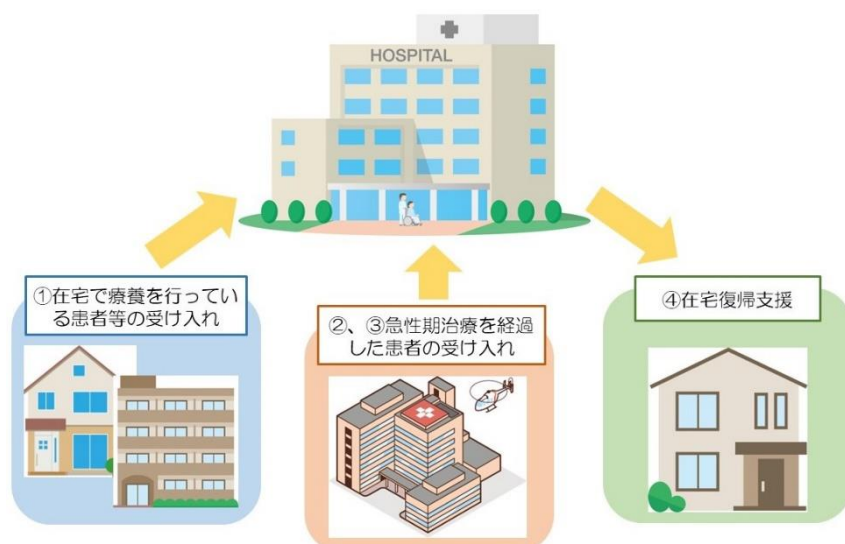 HOSPITAL
①在宅で療養を行ってい
る患者等の受け入れ
②、③急性期治療を経過
した患者の受け入れ
④在宅復帰支援